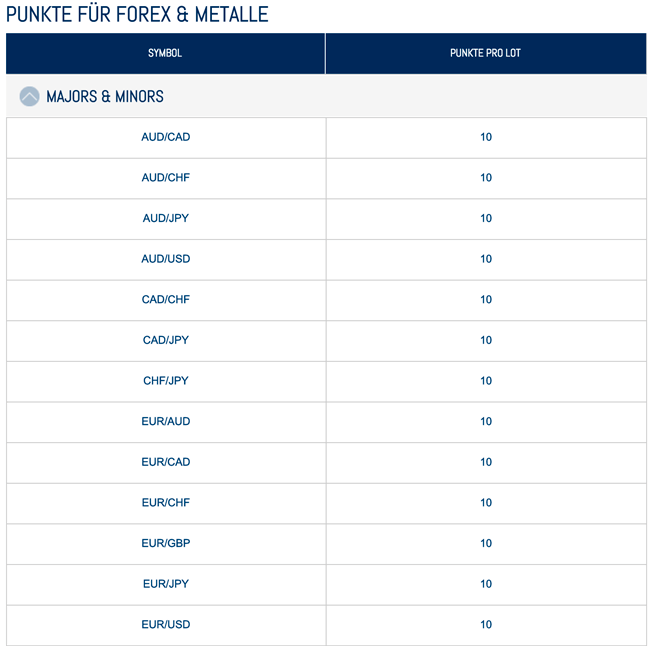 PUNKTE FÜR FOREX & METALLE
SYMBOL PUNKTE PRO LOT
MAJORS & MINORS
AUD/CAD 10
AUD/CHF 10
AUD/JPY 10
AUD/USD 10
CAD/CHF 10
CAD/JPY 10
CHF/JPY 10
EUR/AUD 10
EUR/CAD 10
EUR/CHF 10
EUR/GBP 10
EUR/JPY 10
EUR/USD 10